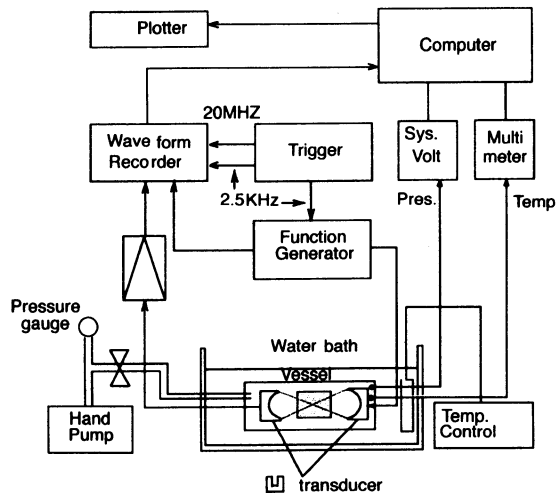 Plotter
Computer
20MHZ
Wave form
Recorder
Trigger
Sys.
Volt
Multi
meter
2.5KHz
Pres.
Temp
Function
Generator
Pressure
gauge
Water bath
Vessel
Hand
Pump
Temp.
Control
transducer